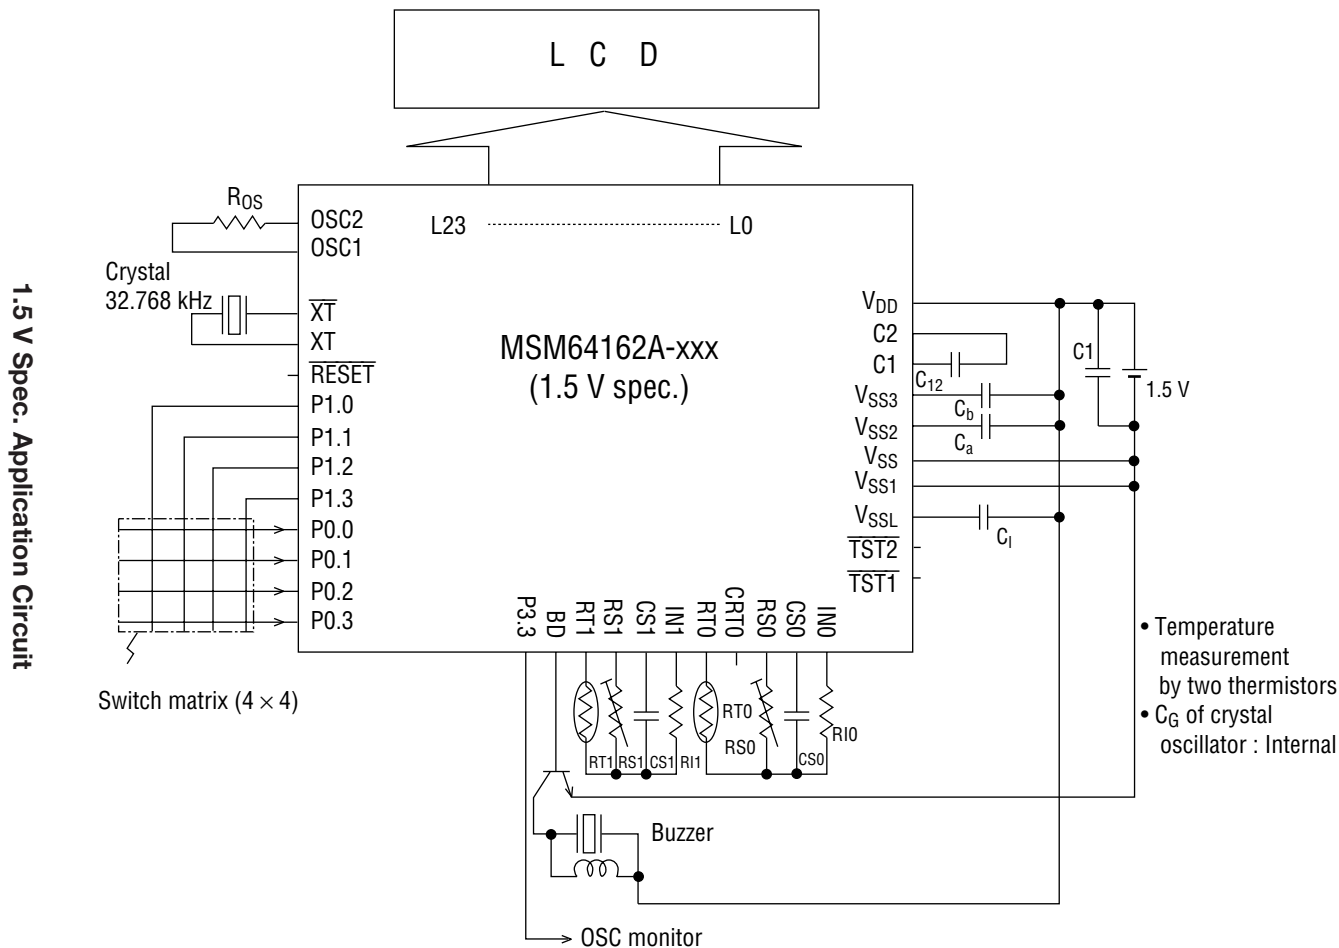 1.5 V Spec. Application Circuit
L C D
L23 L0
MSM64162A-xxx
(1.5 V spec.)
ROS
OSC2
OSC1
Crystal
32.768 kHz
X̅T̅
XT
R̅E̅S̅E̅T̅
P1.0
P1.1
P1.2
P1.3
P0.0
P0.1
P0.2
P0.3
Switch matrix (4 × 4)
VDD
C2
C1
C12
VSS3
Cb
VSS2
Ca
VSS
VSS1
VSSL
Cl
T̅S̅T̅2̅
T̅S̅T̅1̅
C1
1.5 V
P3.3
BD
RT1
RS1
CS1
IN1
RT0
CRT0
RS0
CS0
IN0
RT1
RS1
CS1
RI1
RT0
RS0
CS0
RI0
Buzzer
OSC monitor
• Temperature
measurement
by two thermistors
• CG of crystal
oscillator : Internal